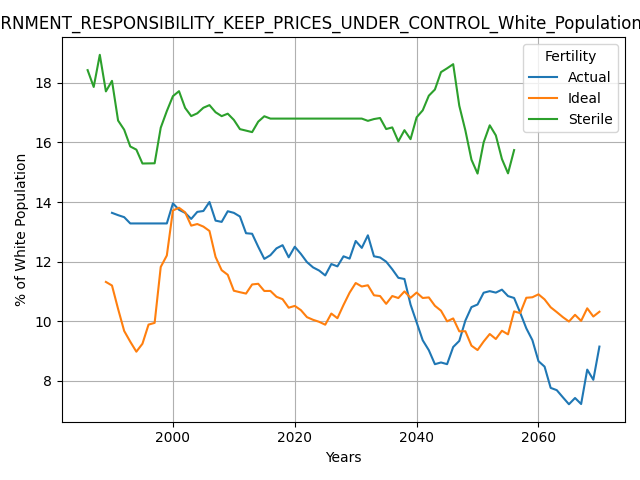 RNMENT_RESPONSIBILITY_KEEP_PRICES_UNDER_CONTROL_White_Population
Fertility
Actual
Ideal
Sterile
% of White Population
18
16
14
12
10
8
2000 2020 2040 2060
Years